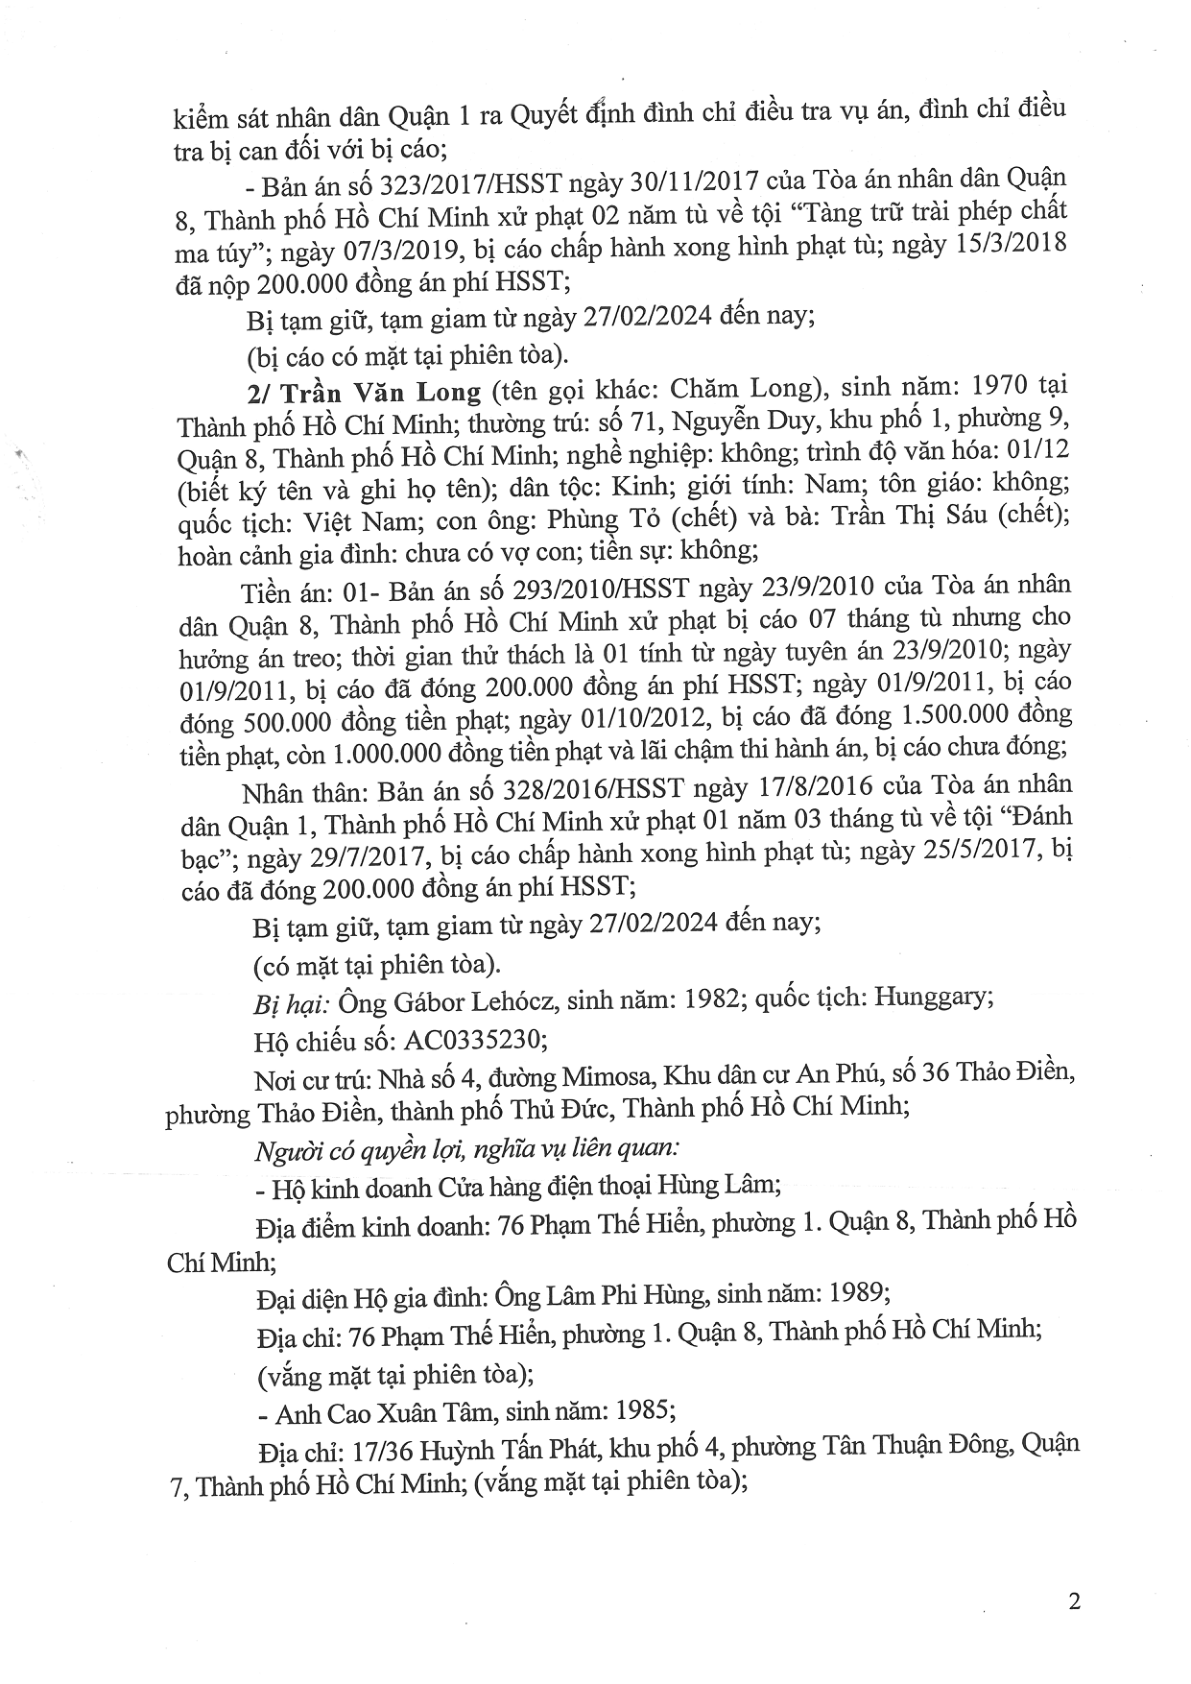 kiểm sát nhân dân Quận 1 ra Quyết định đình chỉ điều tra vụ án, đình chỉ điều
tra bị can đối với bị cáo;
- Bản án số 323/2017/HSST ngày 30/11/2017 của Tòa án nhân dân Quận
8, Thành phố Hồ Chí Minh xử phạt 02 năm tù về tội “Tàng trữ trài phép chất
ma túy”; ngày 07/3/2019, bị cáo chấp hành xong hình phạt tù; ngày 15/3/2018
đã nộp 200.000 đồng án phí HSST;
Bị tạm giữ, tạm giam từ ngày 27/02/2024 đến nay;
(bị cáo có mặt tại phiên tòa).
2/ Trần Văn Long (tên gọi khác: Chăm Long), sinh năm: 1970 tại
Thành phố Hồ Chí Minh; thường trú: số 71, Nguyễn Duy, khu phố 1, phường 9,
Quận 8, Thành phố Hồ Chí Minh; nghề nghiệp: không; trình độ văn hóa: 01/12
(biết ký tên và ghi họ tên); dân tộc: Kinh; giới tính: Nam; tôn giáo: không;
quốc tịch: Việt Nam; con ông: Phùng Tỏ (chết) và bà: Trần Thị Sáu (chết);
hoàn cảnh gia đình: chưa có vợ con; tiền sự: không;
Tiền án: 01- Bản án số 293/2010/HSST ngày 23/9/2010 của Tòa án nhân
dân Quận 8, Thành phố Hồ Chí Minh xử phạt bị cáo 07 tháng tù nhưng cho
hưởng án treo; thời gian thử thách là 01 tính từ ngày tuyên án 23/9/2010; ngày
01/9/2011, bị cáo đã đóng 200.000 đồng án phí HSST; ngày 01/9/2011, bị cáo
đóng 500.000 đồng tiền phạt; ngày 01/10/2012, bị cáo đã đóng 1.500.000 đồng
tiền phạt, còn 1.000.000 đồng tiền phạt và lãi chậm thi hành án, bị cáo chưa đóng;
Nhân thân: Bản án số 328/2016/HSST ngày 17/8/2016 của Tòa án nhân
dân Quận 1, Thành phố Hồ Chí Minh xử phạt 01 năm 03 tháng tù về tội “Đánh
bạc”; ngày 29/7/2017, bị cáo chấp hành xong hình phạt tù; ngày 25/5/2017, bị
cáo đã đóng 200.000 đồng án phí HSST;
Bị tạm giữ, tạm giam từ ngày 27/02/2024 đến nay;
(có mặt tại phiên tòa).
Bị hại: Ông Gábor Lehócz, sinh năm: 1982; quốc tịch: Hunggary;
Hộ chiếu số: AC0335230;
Nơi cư trú: Nhà số 4, đường Mimosa, Khu dân cư An Phú, số 36 Thảo Điền,
phường Thảo Điền, thành phố Thủ Đức, Thành phố Hồ Chí Minh;
Người có quyền lợi, nghĩa vụ liên quan:
- Hộ kinh doanh Cửa hàng điện thoại Hùng Lâm;
Địa điểm kinh doanh: 76 Phạm Thế Hiển, phường 1. Quận 8, Thành phố Hồ
Chí Minh;
Đại diện Hộ gia đình: Ông Lâm Phi Hùng, sinh năm: 1989;
Địa chỉ: 76 Phạm Thế Hiển, phường 1. Quận 8, Thành phố Hồ Chí Minh;
(vắng mặt tại phiên tòa);
- Anh Cao Xuân Tâm, sinh năm: 1985;
Địa chỉ: 17/36 Huỳnh Tấn Phát, khu phố 4, phường Tân Thuận Đông, Quận
7, Thành phố Hồ Chí Minh; (vắng mặt tại phiên tòa);
2